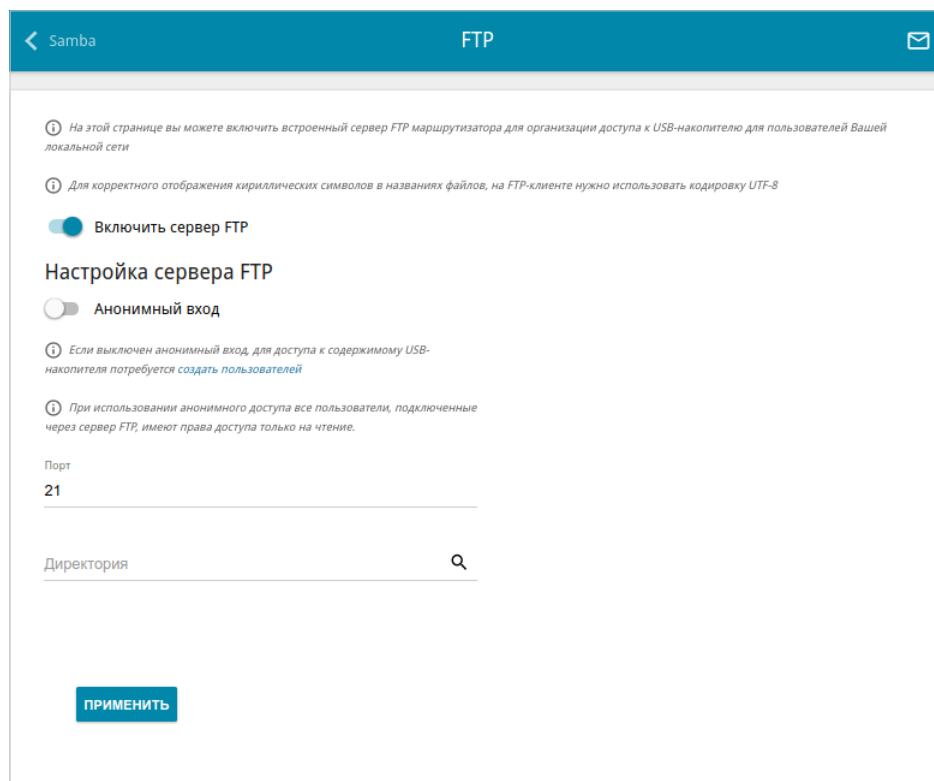 Samba
FTP
На этой странице вы можете включить встроенный сервер FTP маршрутизатора для организации доступа к USB-накопителю для пользователей Вашей
локальной сети
Для корректного отображения кириллических символов в названиях файлов, на FTP-клиенте нужно использовать кодировку UTF-8
Включить сервер FTP
Настройка сервера FTP
Анонимный вход
Если выключен анонимный вход, для доступа к содержимому USB-
накопителя потребуется создать пользователей
При использовании анонимного доступа все пользователи, подключенные
через сервер FTP, имеют права доступа только на чтение.
Порт
21
Директория
ПРИМЕНИТЬ